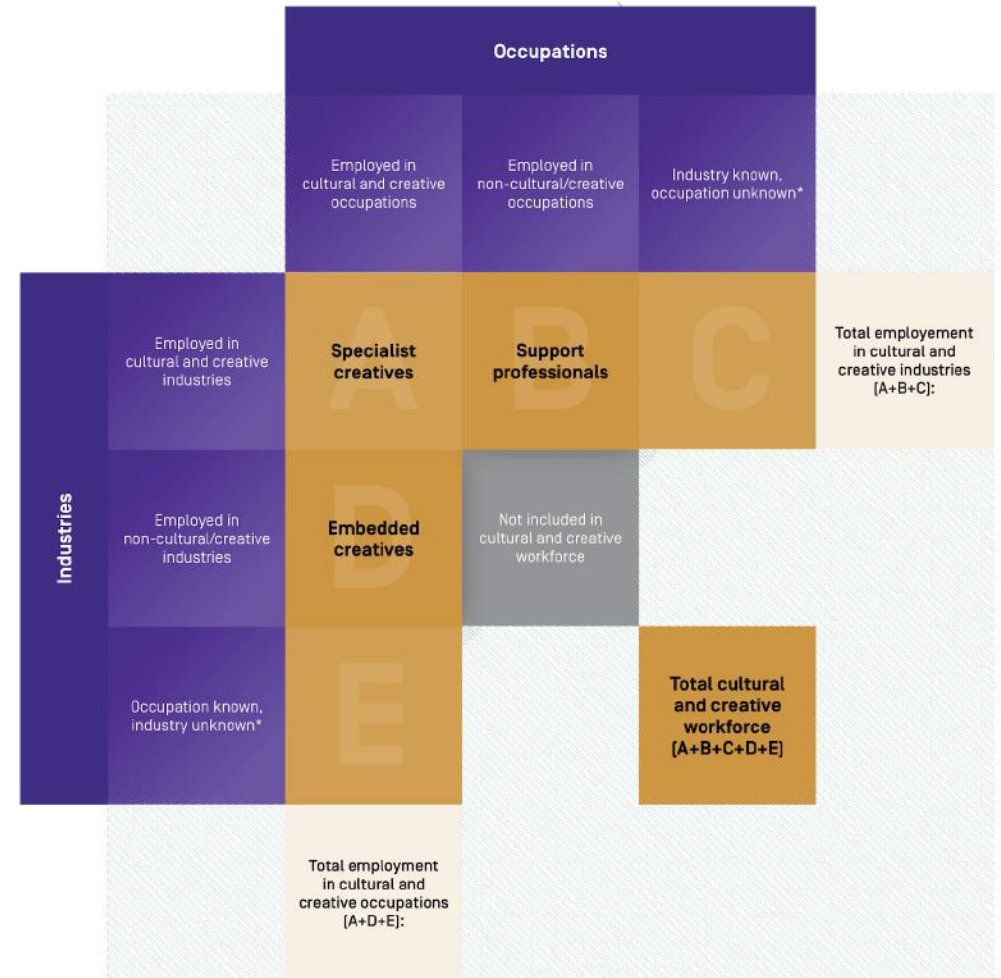 Occupations
Employed in
cultural and creative
occupations
Employed in
non-cultural/creative
occupations
Industry known,
occupation unknown*
Industries
Employed in
cultural and creative
industries
A
Specialist
creatives
B
Support
professionals
C
Total employement
in cultural and
creative industries
(A+B+C):
Employed in
non-cultural/creative
industries
D
Embedded
creatives
Not included in
cultural and creative
workforce
Occupation known,
industry unknown*
E
Total cultural
and creative
workforce
(A+B+C+D+E)
Total employment
in cultural and
creative occupations
(A+D+E):